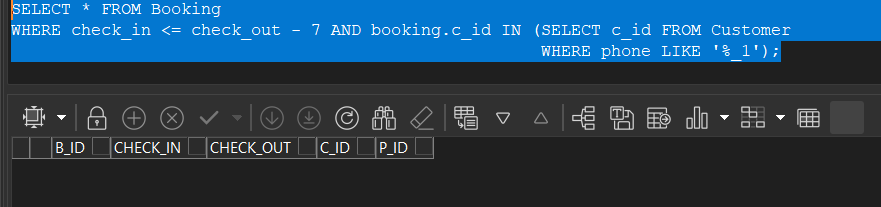 SELECT * FROM Booking
WHERE check_in <= check_out - 7 AND booking.c_id IN (SELECT c_id FROM Customer
WHERE phone LIKE '%_1');
B_ID CHECK_IN CHECK_OUT C_ID P_ID